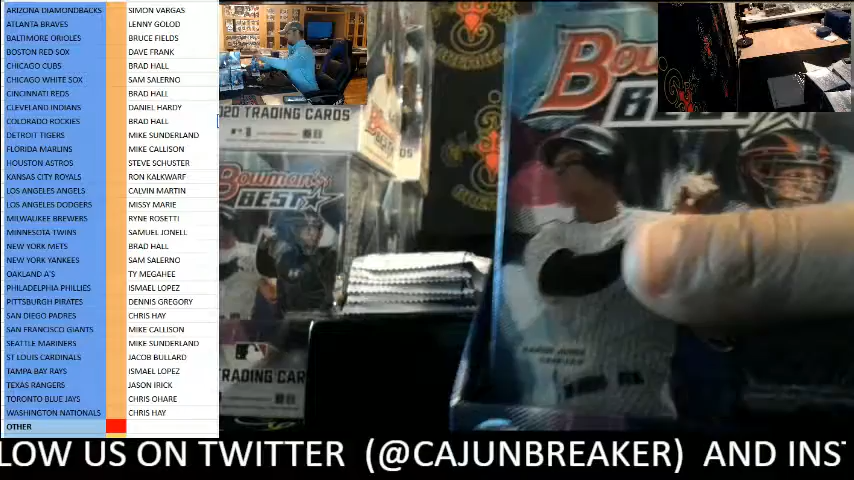 ARIZONA DIAMONDBACKS SIMON VARGAS
ATLANTA BRAVES LENNY GOLOD
BALTIMORE ORIOLES BRUCE FIELDS
BOSTON RED SOX DAVE FRANK
CHICAGO CUBS BRAD HALL
CHICAGO WHITE SOX SAM SALERNO
CINCINNATI REDS BRAD HALL
CLEVELAND INDIANS DANIEL HARDY
COLORADO ROCKIES BRAD HALL
DETROIT TIGERS MIKE SUNDERLAND
FLORIDA MARLINS MIKE CALLISON
HOUSTON ASTROS STEVE SCHUSTER
KANSAS CITY ROYALS RON KALKWARF
LOS ANGELES ANGELS CALVIN MARTIN
LOS ANGELES DODGERS MISSY MARIE
MILWAUKEE BREWERS RYNE ROSETTI
MINNESOTA TWINS SAMUEL JONELL
NEW YORK METS BRAD HALL
NEW YORK YANKEES SAM SALERNO
OAKLAND A'S TY MEGAHEE
PHILADELPHIA PHILLIES ISMAEL LOPEZ
PITTSBURGH PIRATES DENNIS GREGORY
SAN DIEGO PADRES CHRIS HAY
SAN FRANCISCO GIANTS MIKE CALLISON
SEATTLE MARINERS MIKE SUNDERLAND
ST LOUIS CARDINALS JACOB BULLARD
TAMPA BAY RAYS ISMAEL LOPEZ
TEXAS RANGERS JASON IRICK
TORONTO BLUE JAYS CHRIS OHARE
WASHINGTON NATIONALS CHRIS HAY
OTHER
2020 TRADING CARDS
Bowman's
BEST
TRADING CAR
Bo
B
LOW US ON TWITTER (@CAJUNBREAKER) AND INST